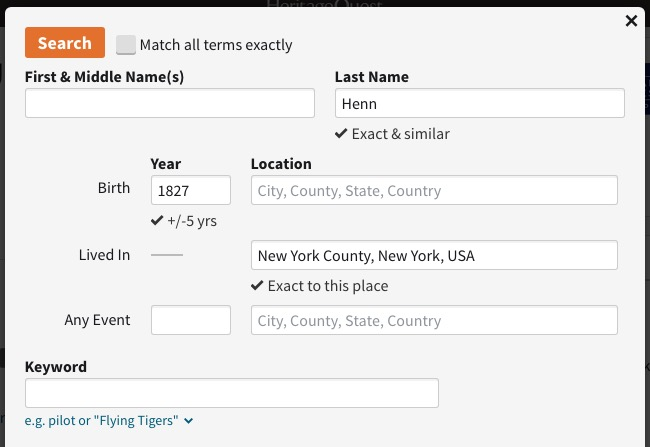 HeritageQuest
Search Match all terms exactly
First & Middle Name(s) Last Name
Henn
Exact & similar
Year Location
Birth 1827 City, County, State, Country
+/-5 yrs
Lived In New York County, New York, USA
Exact to this place
Any Event City, County, State, Country
Keyword
e.g. pilot or "Flying Tigers"